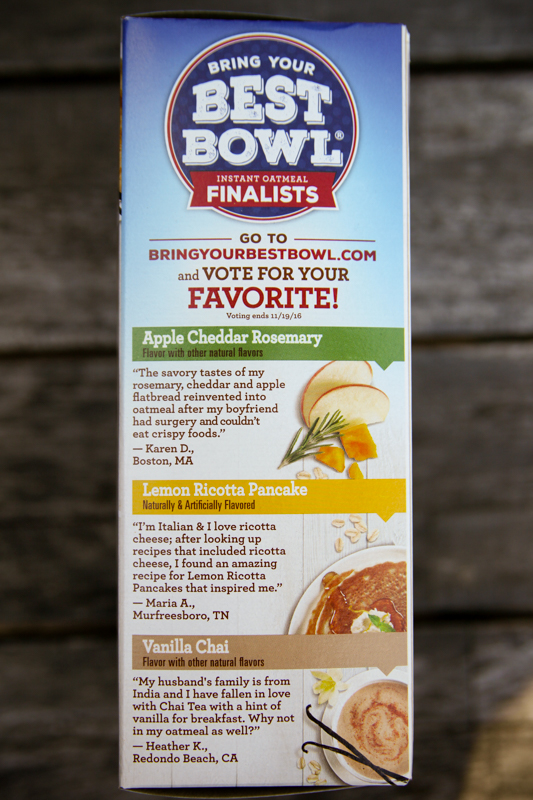 BRING YOUR
BEST
BOWL®
INSTANT OATMEAL
FINALISTS
GO TO
BRINGYOURBESTBOWL.COM
and VOTE FOR YOUR
FAVORITE!
Voting ends 11/19/16
Apple Cheddar Rosemary
Flavor with other natural flavors
“The savory tastes of my
rosemary, cheddar and apple
flatbread reinvented into
oatmeal after my boyfriend
had surgery and couldn’t
eat crispy foods.”
— Karen D.,
Boston, MA
Lemon Ricotta Pancake
Naturally & Artificially Flavored
“I’m Italian & I love ricotta
cheese; after looking up
recipes that included ricotta
cheese, I found an amazing
recipe for Lemon Ricotta
Pancakes that inspired me.”
— Maria A.,
Murfreesboro, TN
Vanilla Chai
Flavor with other natural flavors
“My husband’s family is from
India and I have fallen in love
with Chai Tea with a hint of
vanilla for breakfast. Why not
in my oatmeal as well?”
— Heather K.,
Redondo Beach, CA